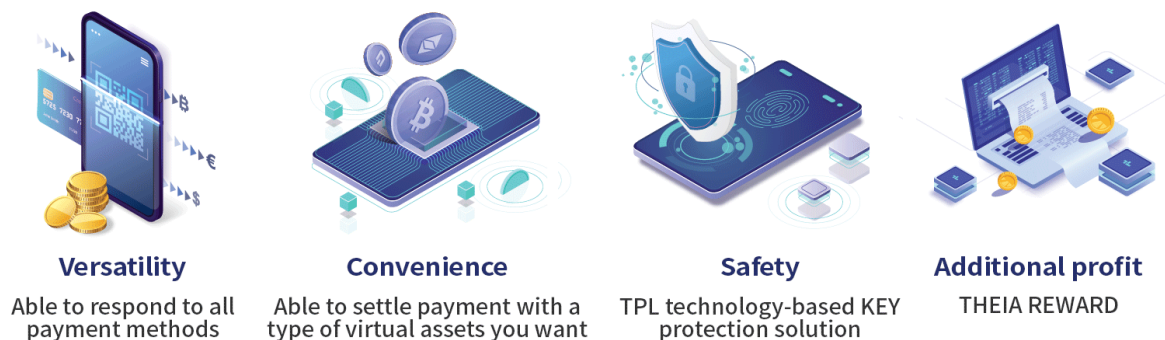 Versatility
Able to respond to all
payment methods
Convenience
Able to settle payment with a
type of virtual assets you want
Safety
TPL technology-based KEY
protection solution
Additional profit
THEIA REWARD